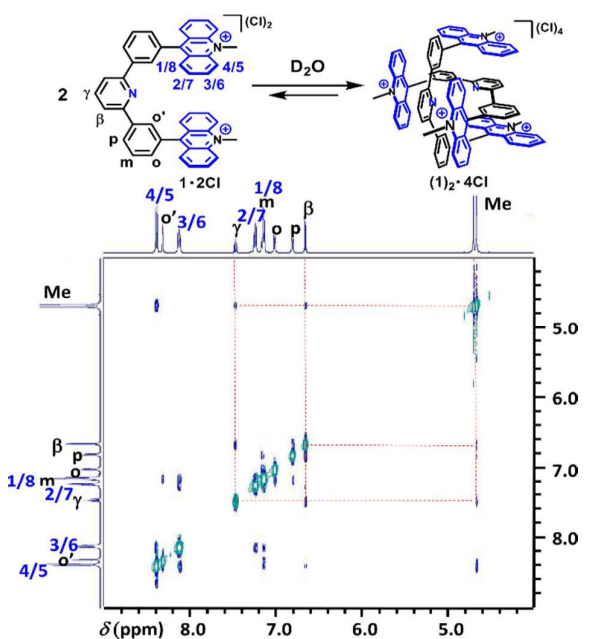 ](Cl)₂
](Cl)₄
N
⊕
1/8
4/5
2/7
3/6
D₂O
2
γ
N
β
o'
p
m
o
N
⊕
1 • 2Cl
(1)₂• 4Cl
N
⊕
N
⊕
N
N
N
⊕
N
⊕
4/5
o'
3/6
2/7
1/8
m
γ
o
p
β
Me
Me
β
p
o
1/8 m
2/7
γ
3/6
o'
4/5
5.0
6.0
7.0
8.0
δ(ppm)
8.0
7.0
6.0
5.0